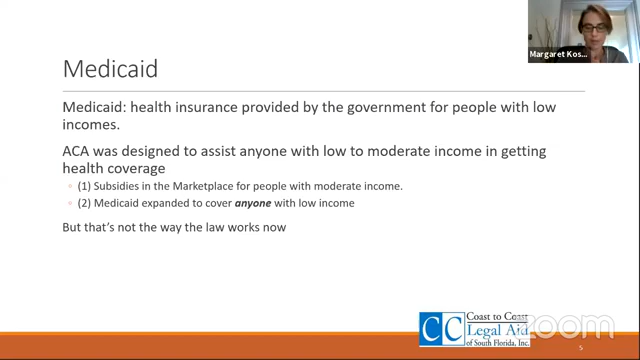 Margaret Kos...
Medicaid
Medicaid: health insurance provided by the government for people with low
incomes.
ACA was designed to assist anyone with low to moderate income in getting
health coverage
(1) Subsidies in the Marketplace for people with moderate income.
(2) Medicaid expanded to cover anyone with low income
But that's not the way the law works now
CC
Coast to Coast
Legal Aid
of South Florida, Inc.
zoom
5